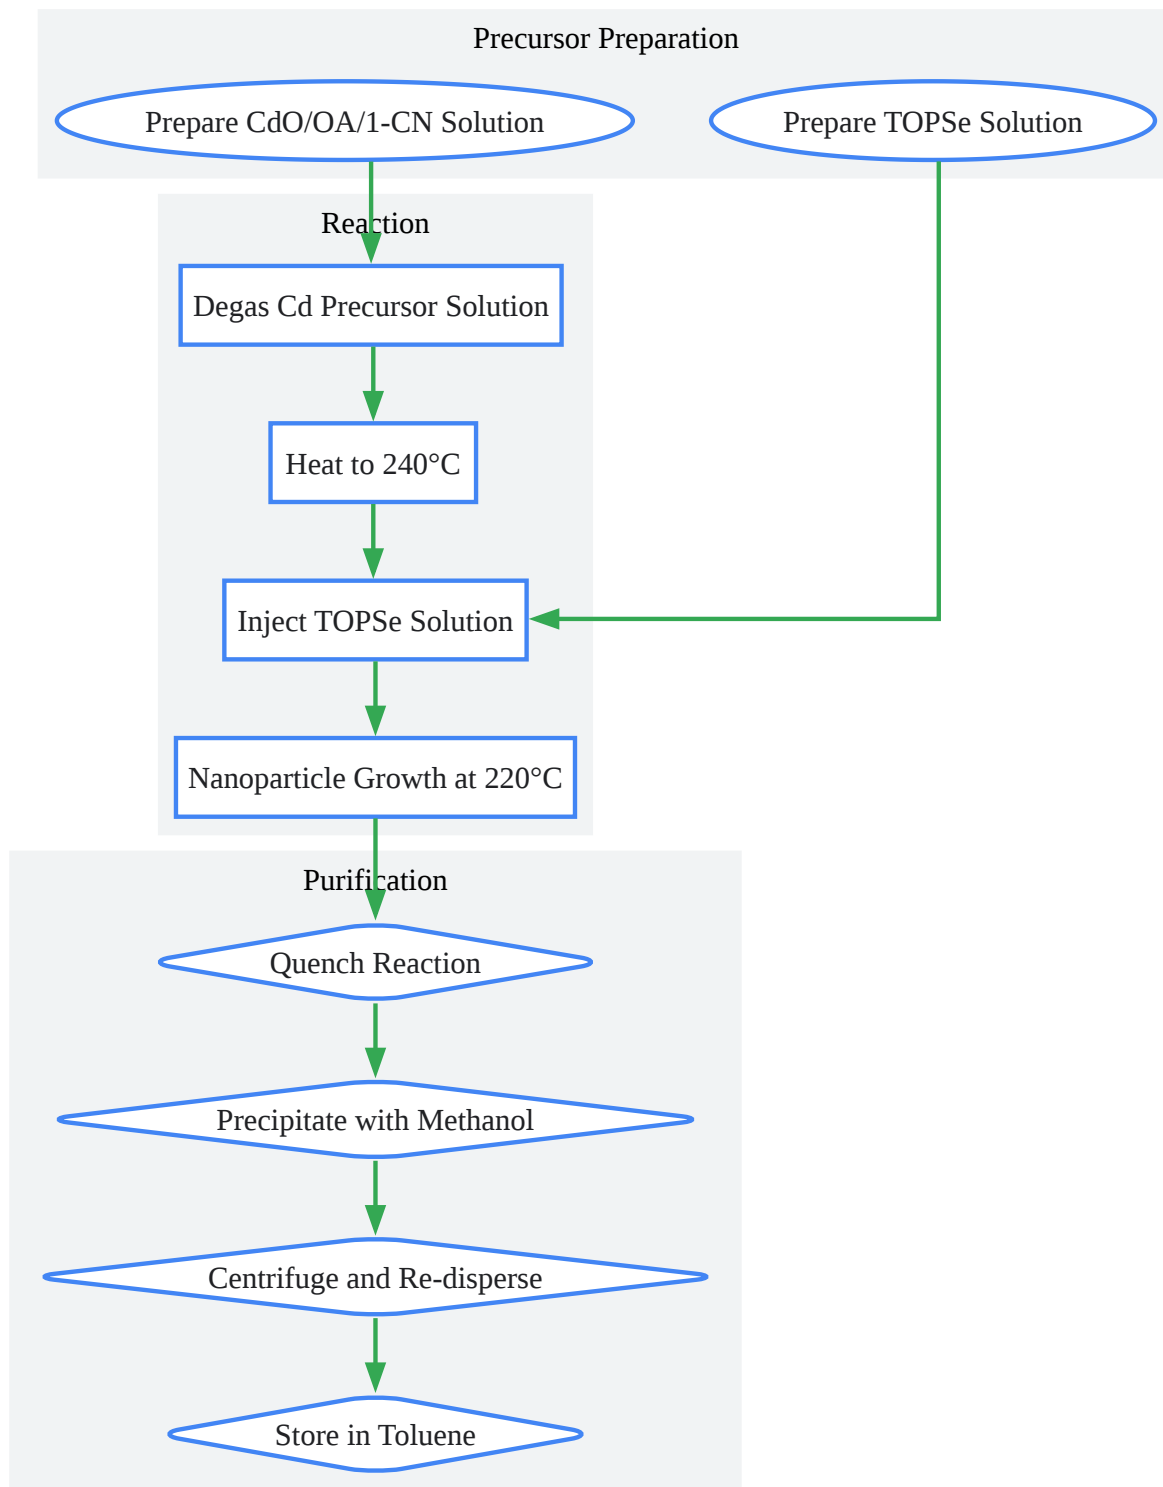 Precursor Preparation
Prepare CdO/OA/1-CN Solution
Prepare TOPSe Solution
Reaction
Degas Cd Precursor Solution
Heat to 240°C
Inject TOPSe Solution
Nanoparticle Growth at 220°C
Purification
Quench Reaction
Precipitate with Methanol
Centrifuge and Re-disperse
Store in Toluene